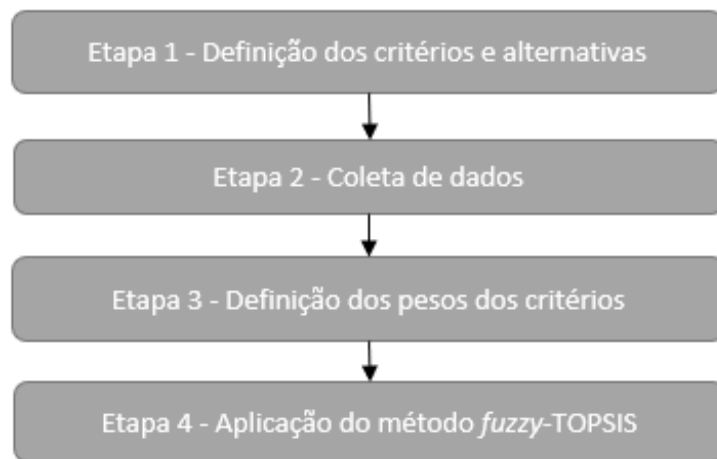 Etapa 1 - Definição dos critérios e alternativas
Etapa 2 - Coleta de dados
Etapa 3 - Definição dos pesos dos critérios
Etapa 4 - Aplicação do método fuzzy-TOPSIS